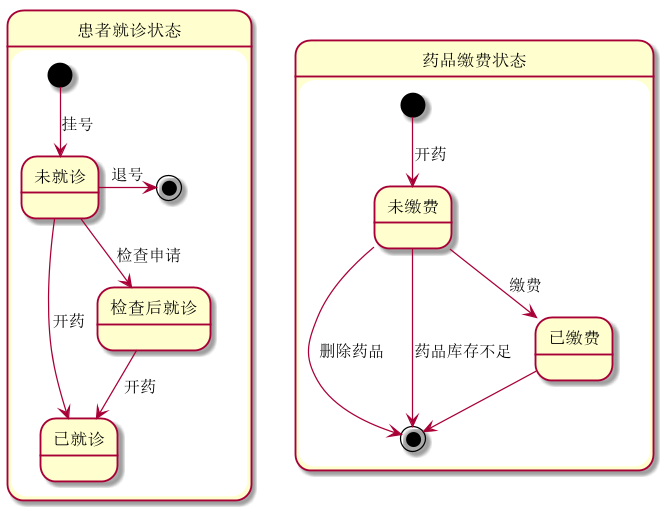 患者就诊状态
挂号
未就诊
退号
检查申请
检查后就诊
开药
开药
已就诊
药品缴费状态
开药
未缴费
缴费
已缴费
删除药品
药品库存不足